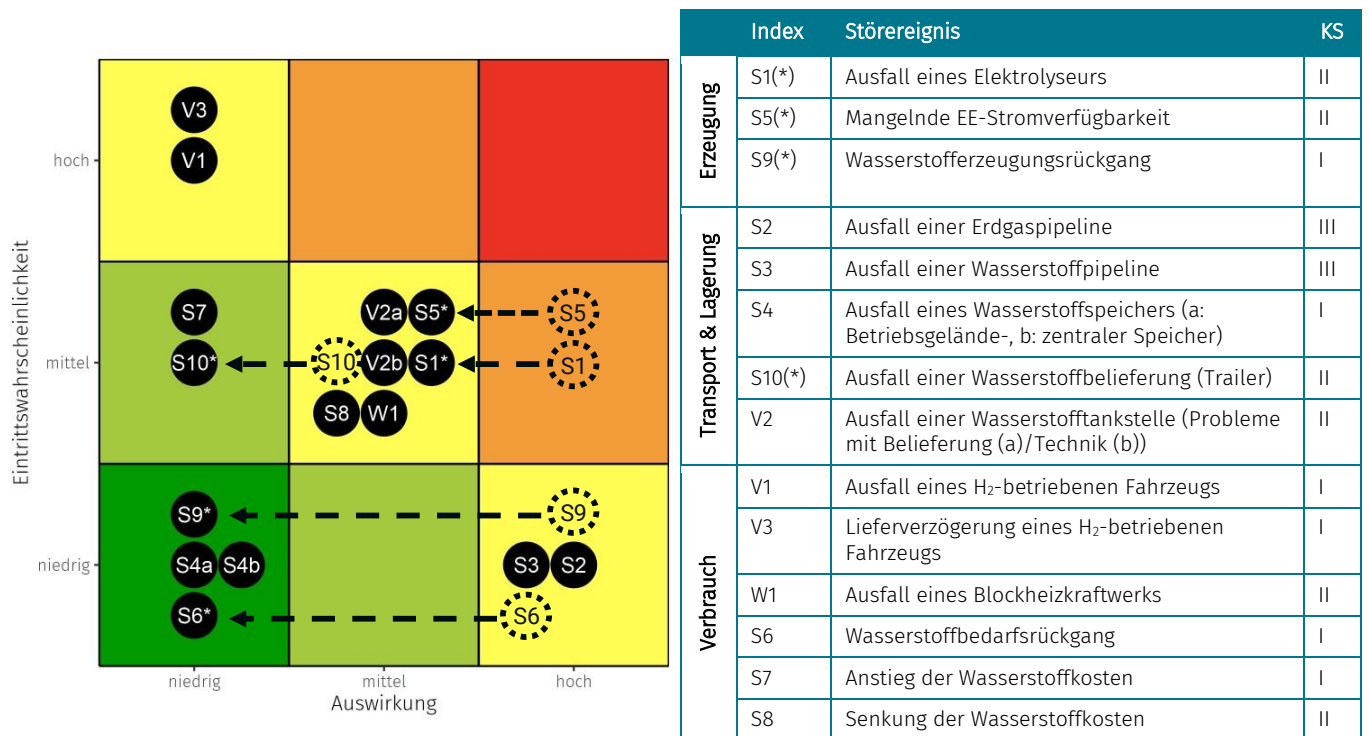 Eintrittswahrscheinlichkeit
hoch
mittel
niedrig
V3
V1
S7
V2a
S5*
S5
S10*
S10
V2b
S1*
S1
S8
W1
S9*
S9
S4a
S4b
S3
S2
S6*
S6
niedrig
mittel
hoch
Auswirkung
Index Störereignis KS
Erzeugung
S1(*) Ausfall eines Elektrolyseurs II
S5(*) Mangelnde EE-Stromverfügbarkeit II
S9(*) Wasserstofferzeugungsrückgang I
Transport & Lagerung
S2 Ausfall einer Erdgaspipeline III
S3 Ausfall einer Wasserstoffpipeline III
S4 Ausfall eines Wasserstoffspeichers (a: I
Betriebsgelände-, b: zentraler Speicher)
S10(*) Ausfall einer Wasserstoffbelieferung (Trailer) II
V2 Ausfall einer Wasserstofftankstelle (Probleme II
mit Belieferung (a)/Technik (b))
Verbrauch
V1 Ausfall eines H₂-betriebenen Fahrzeugs I
V3 Lieferverzögerung eines H₂-betriebenen I
Fahrzeugs
W1 Ausfall eines Blockheizkraftwerks II
S6 Wasserstoffbedarfsrückgang I
S7 Anstieg der Wasserstoffkosten I
S8 Senkung der Wasserstoffkosten II